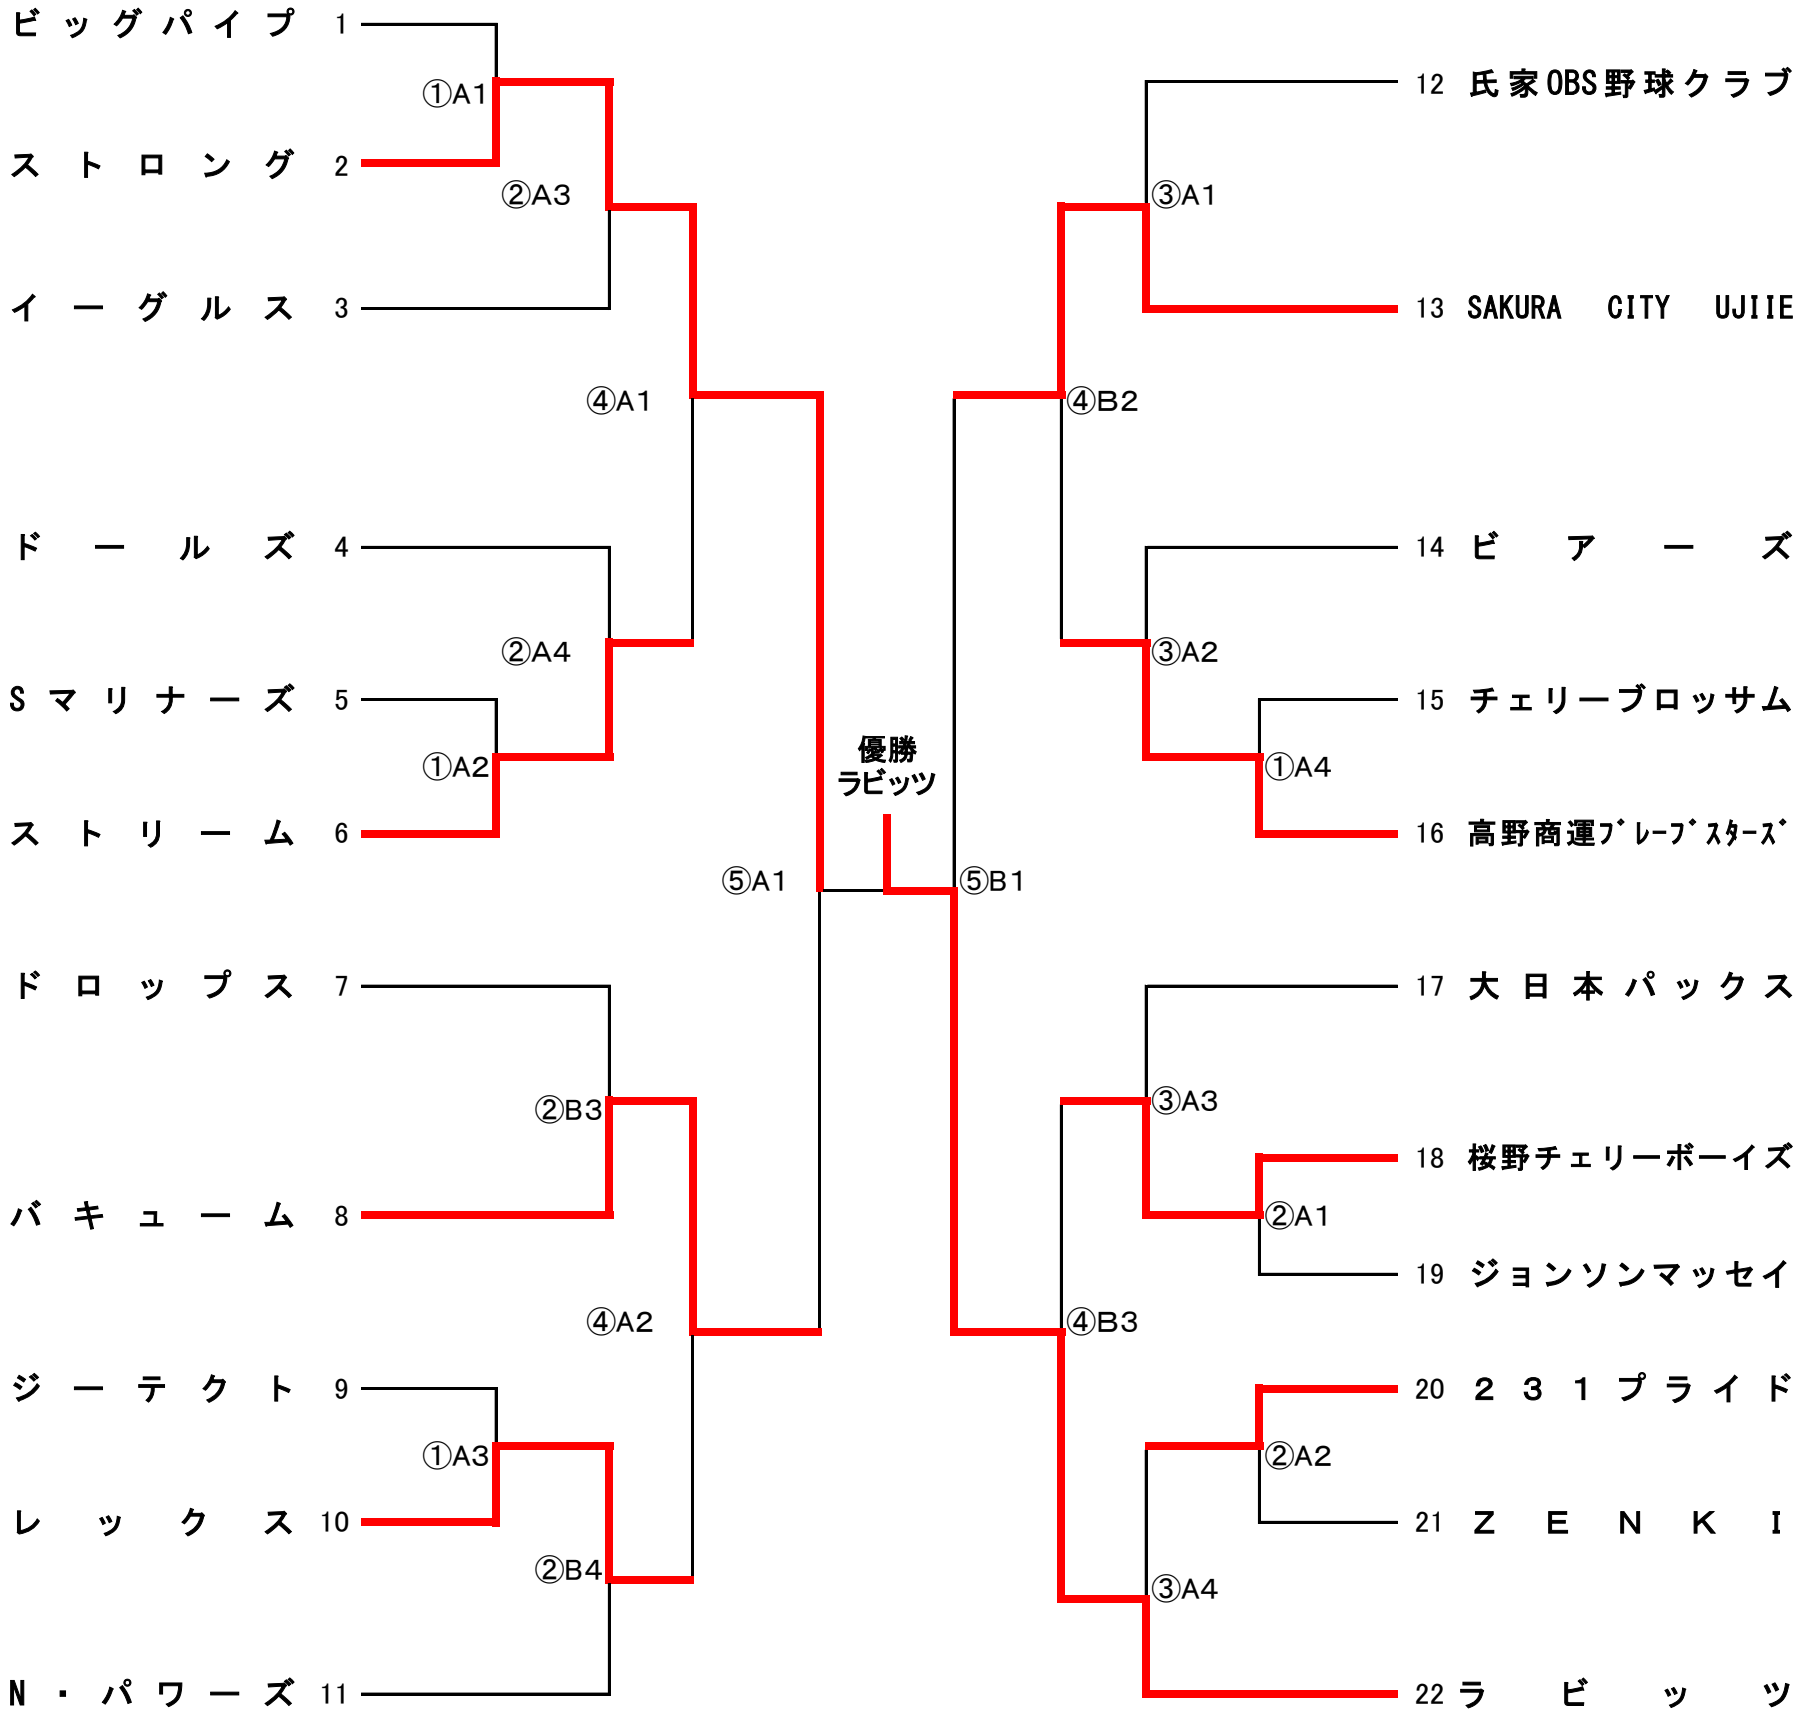 ビッグパイプ 1
①A1
ストロング 2
②A3
イーグルス 3
④A1
ドールズ 4
②A4
Sマリナーズ 5
①A2
ストリーム 6
⑤A1
ドロップス 7
②B3
バキューム 8
④A2
ジーテクト 9
①A3
レックス 10
②B4
N・パワーズ 11
優勝
ラビッツ
12 氏家OBS野球クラブ
③A1
13 SAKURA CITY UJIIE
④B2
14 ビアーズ
③A2
15 チェリーブロッサム
①A4
16 高野商運ブレーブスターズ
⑤B1
17 大日本パックス
③A3
18 桜野チェリーボーイズ
②A1
19 ジョンソンマッセイ
④B3
20 231プライド
②A2
21 ZENKI
③A4
22 ラビッツ